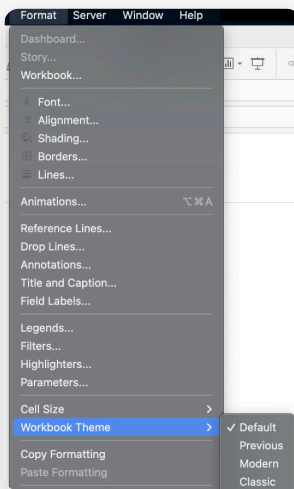 Format Server Window Help
Dashboard...
Story...
Workbook...
Font...
Alignment...
Shading...
Borders...
Lines...
Animations... ⌥⌘A
Reference Lines...
Drop Lines...
Annotations...
Title and Caption...
Field Labels...
Legends...
Filters...
Highlighters...
Parameters...
Cell Size
Workbook Theme
✓ Default
Previous
Copy Formatting
Modern
Paste Formatting
Classic